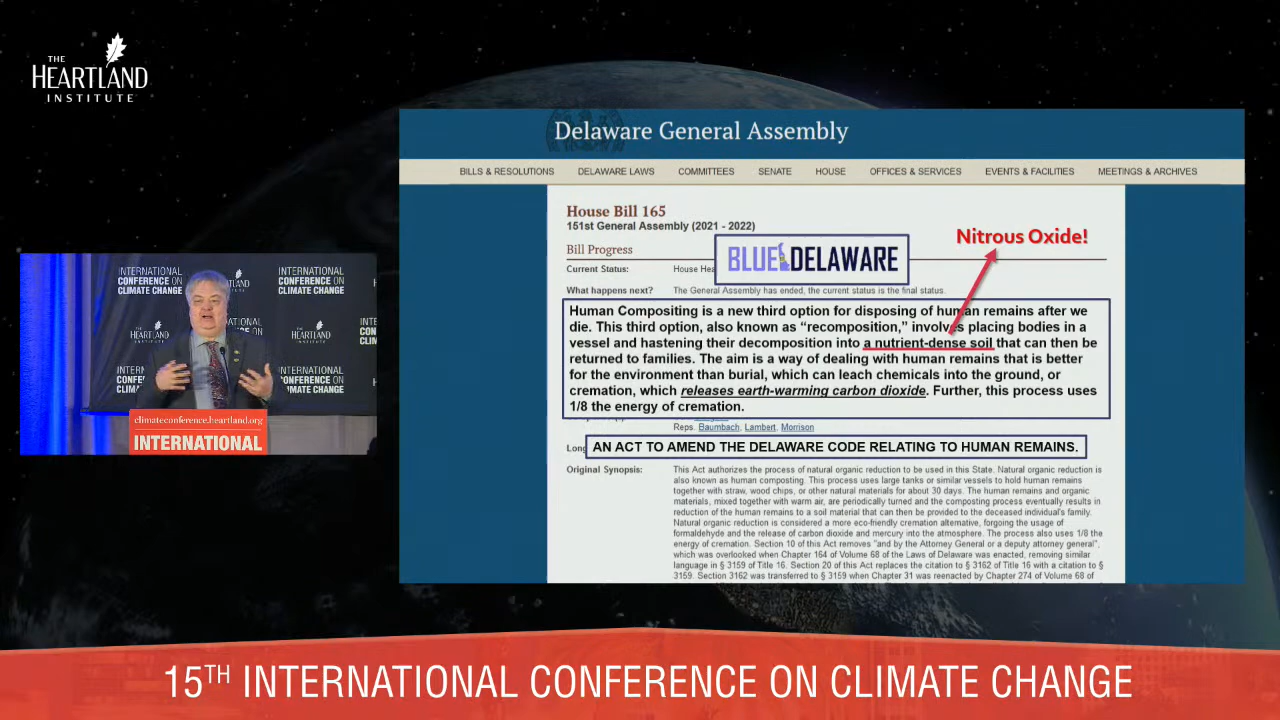 THE
HEARTLAND
INSTITUTE
Delaware General Assembly
BILLS & RESOLUTIONS DELAWARE LAWS COMMITTEES SENATE HOUSE OFFICES & SERVICES EVENTS & FACILITIES MEETINGS & ARCHIVES
House Bill 165
151st General Assembly (2021 - 2022)
Bill Progress
BLUE DELAWARE
Nitrous Oxide!
Current Status: House Hea
What happens next? The General Assembly has ended, the current status is the final status.
Human Compositing is a new third option for disposing of human remains after we
die. This third option, also known as “recomposition,” involves placing bodies in a
vessel and hastening their decomposition into a nutrient-dense soil that can then be
returned to families. The aim is a way of dealing with human remains that is better
for the environment than burial, which can leach chemicals into the ground, or
cremation, which releases earth-warming carbon dioxide. Further, this process uses
1/8 the energy of cremation.
Reps. Baumbach, Lambert, Morrison
Long
AN ACT TO AMEND THE DELAWARE CODE RELATING TO HUMAN REMAINS.
Original Synopsis: This Act authorizes the process of natural organic reduction to be used in this State. Natural organic reduction is
also known as human composting. This process uses large tanks or similar vessels to hold human remains
together with straw, wood chips, or other natural materials for about 30 days. The human remains and organic
materials, mixed together with warm air, are periodically turned and the composting process eventually results in
reduction of the human remains to a soil material that can then be provided to the deceased individual's family.
Natural organic reduction is considered a more eco-friendly cremation alternative, forgoing the usage of
formaldehyde and the release of carbon dioxide and mercury into the atmosphere. The process also uses 1/8 the
energy of cremation. Section 10 of this Act removes "and by the Attorney General or a deputy attorney general",
which was overlooked when Chapter 164 of Volume 68 of the Laws of Delaware was enacted, removing similar
language in § 3159 of Title 16. Section 20 of this Act replaces the citation to § 3162 of Title 16 with a citation to §
3159. Section 3162 was transferred to § 3159 when Chapter 31 was reenacted by Chapter 274 of Volume 68 of
INTERNATIONAL
CONFERENCE ON
CLIMATE CHANGE
INTERNATIONAL
CONFERENCE ON
CLIMATE CHANGE
HEARTLAND
HEARTLAND
INTERNATIONAL
CONFERENCE ON
CLIMATE CHANGE
climateconference.heartland.org
INTERNATIONAL
15TH INTERNATIONAL CONFERENCE ON CLIMATE CHANGE